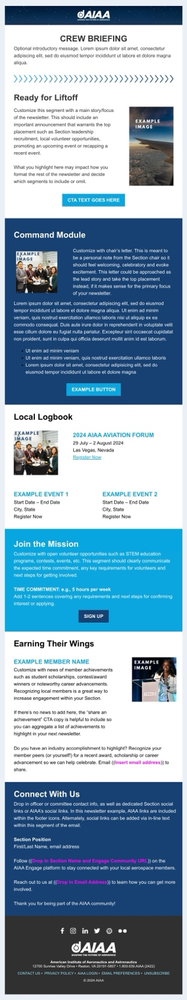 AIAA
SHAPING THE FUTURE OF AEROSPACE
CREW BRIEFING
Optional introductory message. Lorem ipsum dolor sit amet, consectetur
adipiscing elit, sed do eiusmod tempor incididunt ut labore et dolore magna
aliqua.
Ready for Liftoff
Customize this segment with a main story/focus
of the newsletter. This should include an
important announcement that warrants the top
placement such as Section leadership
recruitment, local volunteer opportunities,
promoting an upcoming event or recapping a
recent event.
What you highlight here may impact how you
format the rest of the newsletter and decide
which segments to include or omit.
EXAMPLE
IMAGE
CTA TEXT GOES HERE
Command Module
EXAMPLE
IMAGE
Customize with chair's letter. This is meant to
be a personal note from the Section chair so it
should feel welcoming, celebratory and evoke
excitement. This letter could be approached as
the lead story and take the top placement
instead, if it makes sense for the primary focus
of your newsletter.
Lorem ipsum dolor sit amet, consectetur adipiscing elit, sed do eiusmod
tempor incididunt ut labore et dolore magna aliqua. Ut enim ad minim
veniam, quis nostrud exercitation ullamco laboris nisi ut aliquip ex ea
commodo consequat. Duis aute irure dolor in reprehenderit in voluptate velit
esse cillum dolore eu fugiat nulla pariatur. Excepteur sint occaecat cupidatat
non proident, sunt in culpa qui officia deserunt mollit anim id est laborum.
• Ut enim ad minim veniam
• Ut enim ad minim veniam, quis nostrud exercitation ullamco laboris
• Lorem ipsum dolor sit amet, consectetur adipisicing elit, sed do
eiusmod tempor incididunt ut labore et dolore magna
EXAMPLE BUTTON
Local Logbook
EXAMPLE
IMAGE
2024 AIAA AVIATION FORUM
29 July – 2 August 2024
Las Vegas, Nevada
Register Now
EXAMPLE EVENT 1
Start Date – End Date
City, State
Register Now
EXAMPLE EVENT 2
Start Date – End Date
City, State
Register Now
Join the Mission
Customize with open volunteer opportunities such as STEM education
programs, contests, events, etc. This segment should clearly communicate
the expected time commitment, any key requirements for volunteers and
next steps for getting involved.
TIME COMMITMENT: e.g., 5 hours per week
Add 1-2 sentences covering any requirements and next steps for confirming
interest or applying.
SIGN UP
Earning Their Wings
EXAMPLE MEMBER NAME
Customize with news of member achievements
such as student scholarships, contest/award
winners or noteworthy career advancements.
Recognizing local members is a great way to
increase engagement within your Section.
If there's no news to add here, the "share an
achievement" CTA copy is helpful to include so
you can aggregate a list of achievements to
highlight in your next newsletter.
EXAMPLE
IMAGE
Do you have an industry accomplishment to highlight? Recognize your
member peers (or yourself!) for a recent award, scholarship or career
advancement so we can help celebrate. Email ((Insert email address)) to
share.
Connect With Us
Drop in officer or committee contact info, as well as dedicated Section social
links or AIAA's social links. In this newsletter example, AIAA links are included
within the footer icons. Alternately, social links can be added via in-line text
within this segment of the email.
Section Position
First/Last Name, email address
Follow ((Drop in Section Name and Engage Community URL)) on the
AIAA Engage platform to stay connected with your local aerospace members.
Reach out to us at ((Drop in Email Address)) to learn how you can get more
involved.
Thank you for being part of the AIAA community!
AIAA
SHAPING THE FUTURE OF AEROSPACE
American Institute of Aeronautics and Astronautics
12700 Sunrise Valley Drive • Reston, VA 20191-5807 • 1.800.639.AIAA (2422)
CONTACT US • PRIVACY POLICY • AIAA LOGIN • EMAIL PREFERENCES • UNSUBSCRIBE
© 2024 AIAA